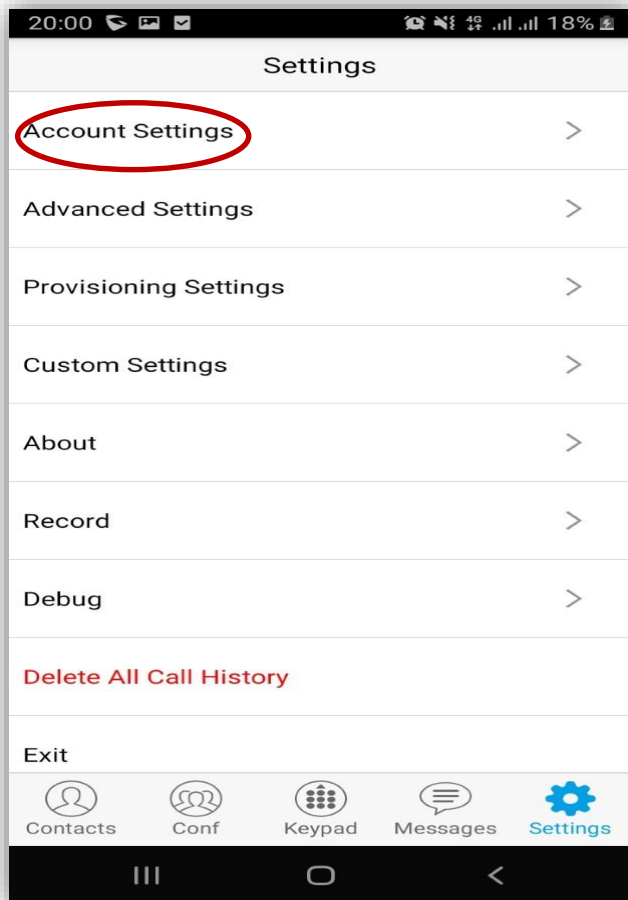 20:00 4G 18%
Settings
Account Settings
Advanced Settings
Provisioning Settings
Custom Settings
About
Record
Debug
Delete All Call History
Exit
Contacts Conf Keypad Messages Settings